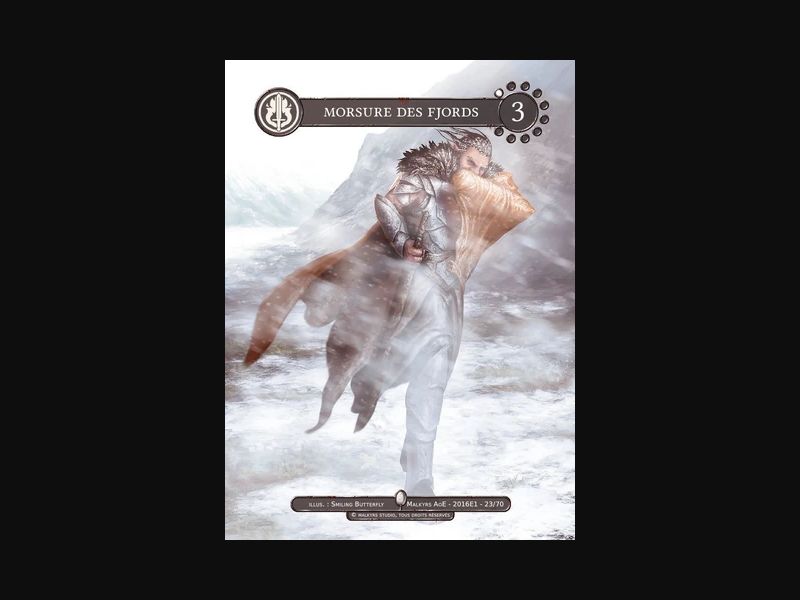 MORSURE DES FJORDS
3
ILLUS. : SMILING BUTTERFLY
MALKYRS AOE - 2016E1 - 23/70
© MALKYRS STUDIO, TOUS DROITS RÉSERVÉS